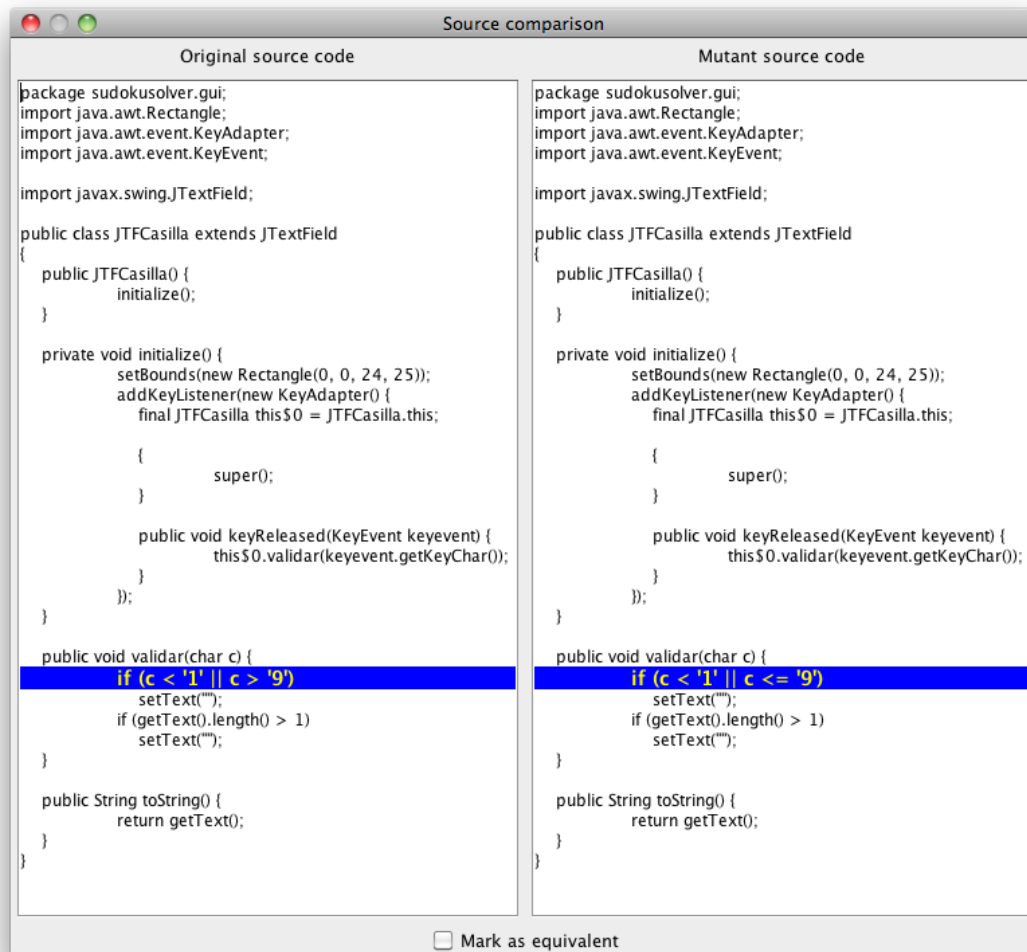 Source comparison
Original source code
package sudokusolver.gui;
import java.awt.Rectangle;
import java.awt.event.KeyAdapter;
import java.awt.event.KeyEvent;
import javax.swing.JTextField;
public class JTFCasilla extends JTextField
{
public JTFCasilla() {
initialize();
}
private void initialize() {
setBounds(new Rectangle(0, 0, 24, 25));
addKeyListener(new KeyAdapter() {
final JTFCasilla this$0 = JTFCasilla.this;
{
super();
}
public void keyReleased(KeyEvent keyevent) {
this$0.validar(keyevent.getKeyChar());
}
});
}
public void validar(char c) {
if (c < '1' || c > '9')
setText("");
if (getText().length() > 1)
setText("");
}
public String toString() {
return getText();
}
}
Mutant source code
package sudokusolver.gui;
import java.awt.Rectangle;
import java.awt.event.KeyAdapter;
import java.awt.event.KeyEvent;
import javax.swing.JTextField;
public class JTFCasilla extends JTextField
{
public JTFCasilla() {
initialize();
}
private void initialize() {
setBounds(new Rectangle(0, 0, 24, 25));
addKeyListener(new KeyAdapter() {
final JTFCasilla this$0 = JTFCasilla.this;
{
super();
}
public void keyReleased(KeyEvent keyevent) {
this$0.validar(keyevent.getKeyChar());
}
});
}
public void validar(char c) {
if (c < '1' || c <= '9')
setText("");
if (getText().length() > 1)
setText("");
}
public String toString() {
return getText();
}
}
Mark as equivalent